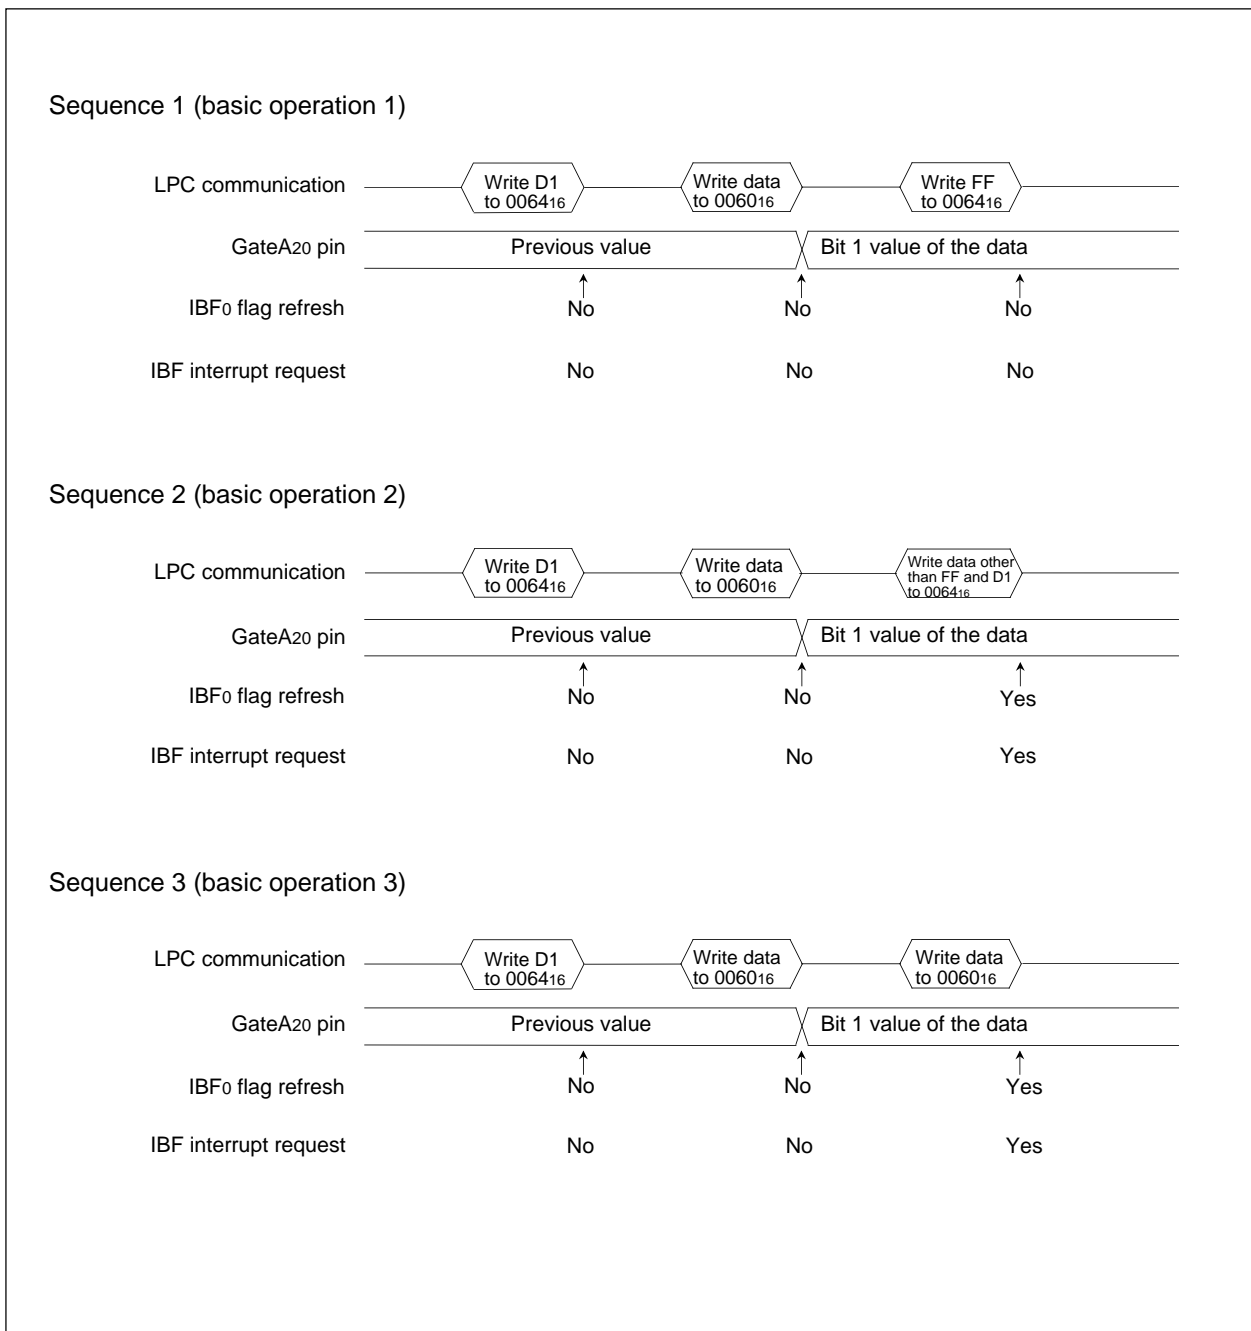 Sequence 1 (basic operation 1)
LPC communication
Write D1
to 006416
Write data
to 006016
Write FF
to 006416
GateA20 pin
Previous value
Bit 1 value of the data
IBF0 flag refresh
No
No
No
IBF interrupt request
No
No
No
Sequence 2 (basic operation 2)
LPC communication
Write D1
to 006416
Write data
to 006016
Write data other
than FF and D1
to 006416
GateA20 pin
Previous value
Bit 1 value of the data
IBF0 flag refresh
No
No
Yes
IBF interrupt request
No
No
Yes
Sequence 3 (basic operation 3)
LPC communication
Write D1
to 006416
Write data
to 006016
Write data
to 006016
GateA20 pin
Previous value
Bit 1 value of the data
IBF0 flag refresh
No
No
Yes
IBF interrupt request
No
No
Yes